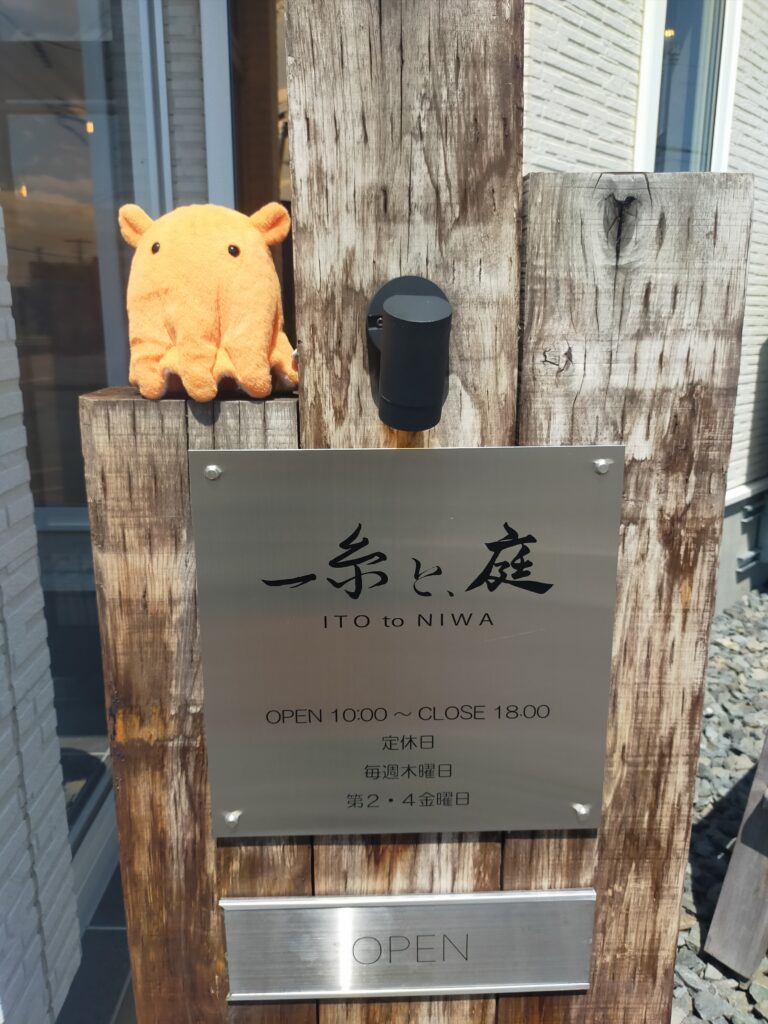 一糸と、庭
ITO to NIWA
OPEN 10:00 〜 CLOSE 18:00
定休日
毎週木曜日
第2・4金曜日
OPEN